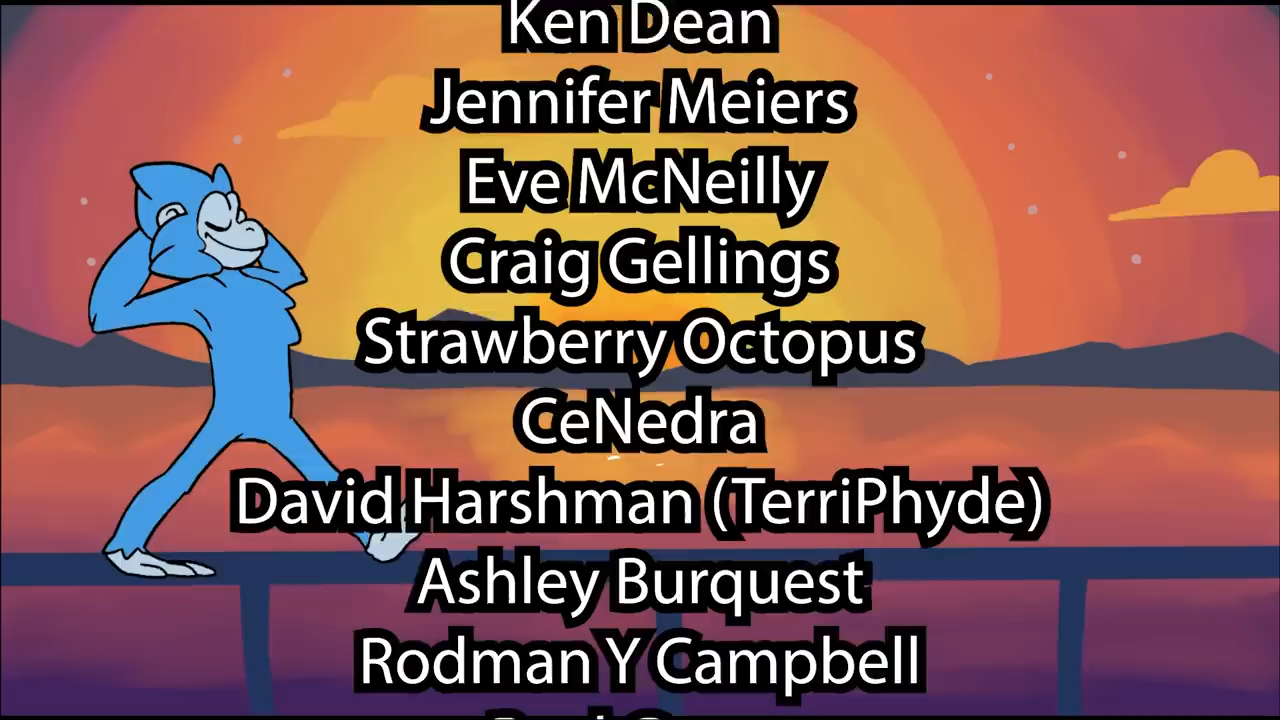 Ken Dean
Jennifer Meiers
Eve McNeilly
Craig Gellings
Strawberry Octopus
CeNedra
David Harshman (TerriPhyde)
Ashley Burquest
Rodman Y Campbell